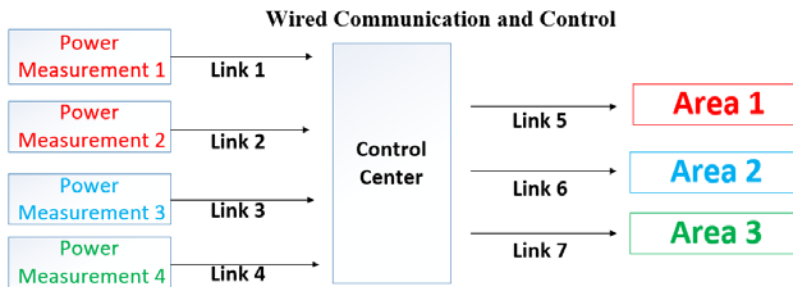 Wired Communication and Control
Power
Measurement 1
Link 1
Power
Measurement 2
Link 2
Power
Measurement 3
Link 3
Power
Measurement 4
Link 4
Control
Center
Link 5
Area 1
Link 6
Area 2
Link 7
Area 3